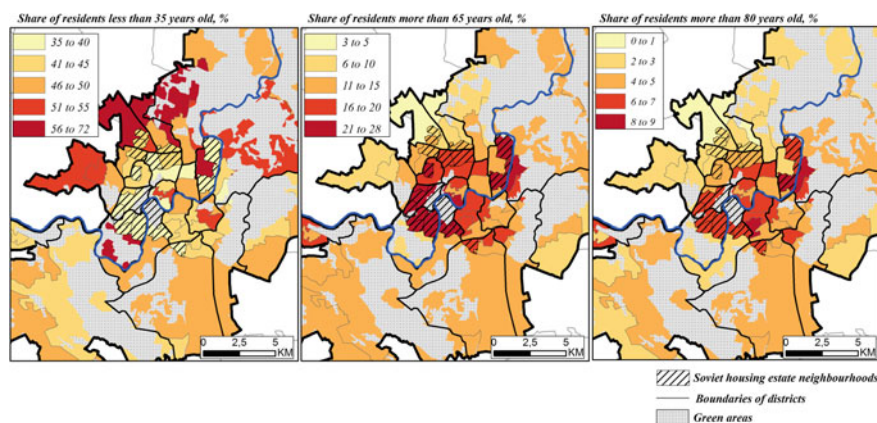 Share of residents less than 35 years old, %
35 to 40
41 to 45
46 to 50
51 to 55
56 to 72
0 2,5 5
KM
Share of residents more than 65 years old, %
3 to 5
6 to 10
11 to 15
16 to 20
21 to 28
0 2,5 5
KM
Share of residents more than 80 years old, %
0 to 1
2 to 3
4 to 5
6 to 7
8 to 9
0 2,5 5
KM
Soviet housing estate neighbourhoods
Boundaries of districts
Green areas